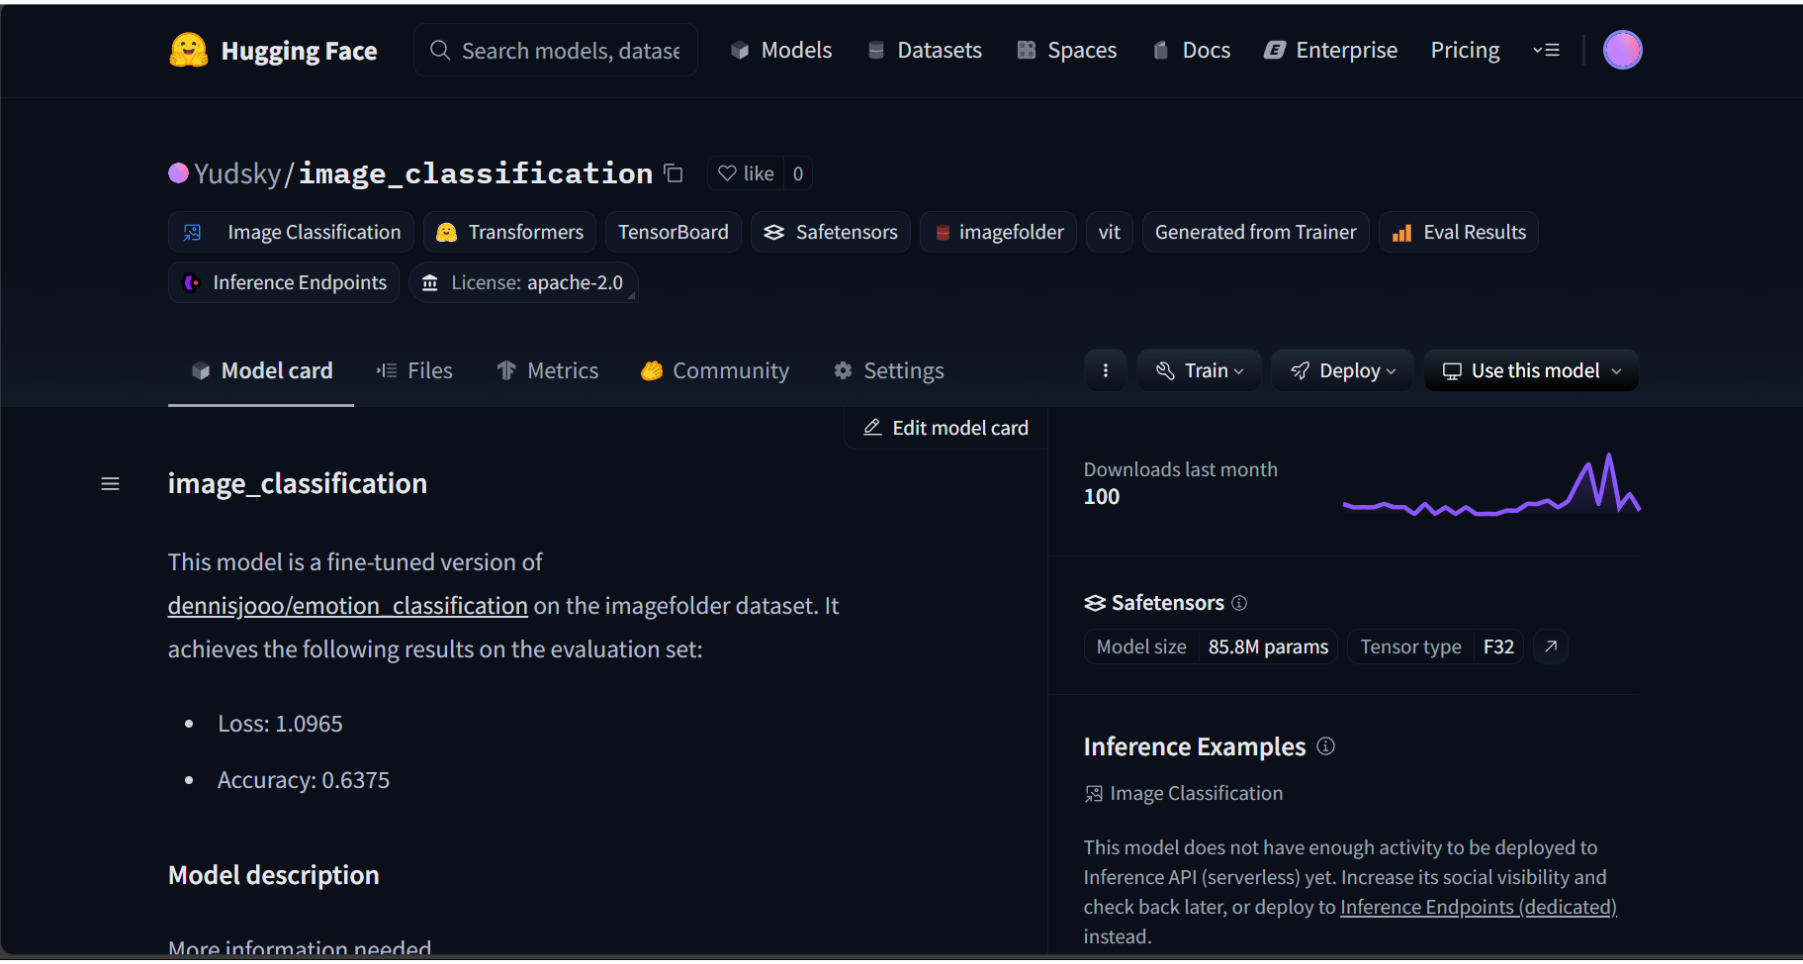 Hugging Face
Search models, datase
Models
Datasets
Spaces
Docs
Enterprise
Pricing
Yudsky/image_classification
like 0
Image Classification
Transformers
TensorBoard
Safetensors
imagefolder
vit
Generated from Trainer
Eval Results
Inference Endpoints
License: apache-2.0
Model card
Files
Metrics
Community
Settings
Train
Deploy
Use this model
Edit model card
image_classification
This model is a fine-tuned version of
dennisjooo/emotion_classification on the imagefolder dataset. It
achieves the following results on the evaluation set:
Loss: 1.0965
Accuracy: 0.6375
Model description
More information needed
Downloads last month
100
Safetensors
Model size 85.8M params
Tensor type F32
Inference Examples
Image Classification
This model does not have enough activity to be deployed to
Inference API (serverless) yet. Increase its social visibility and
check back later, or deploy to Inference Endpoints (dedicated)
instead.